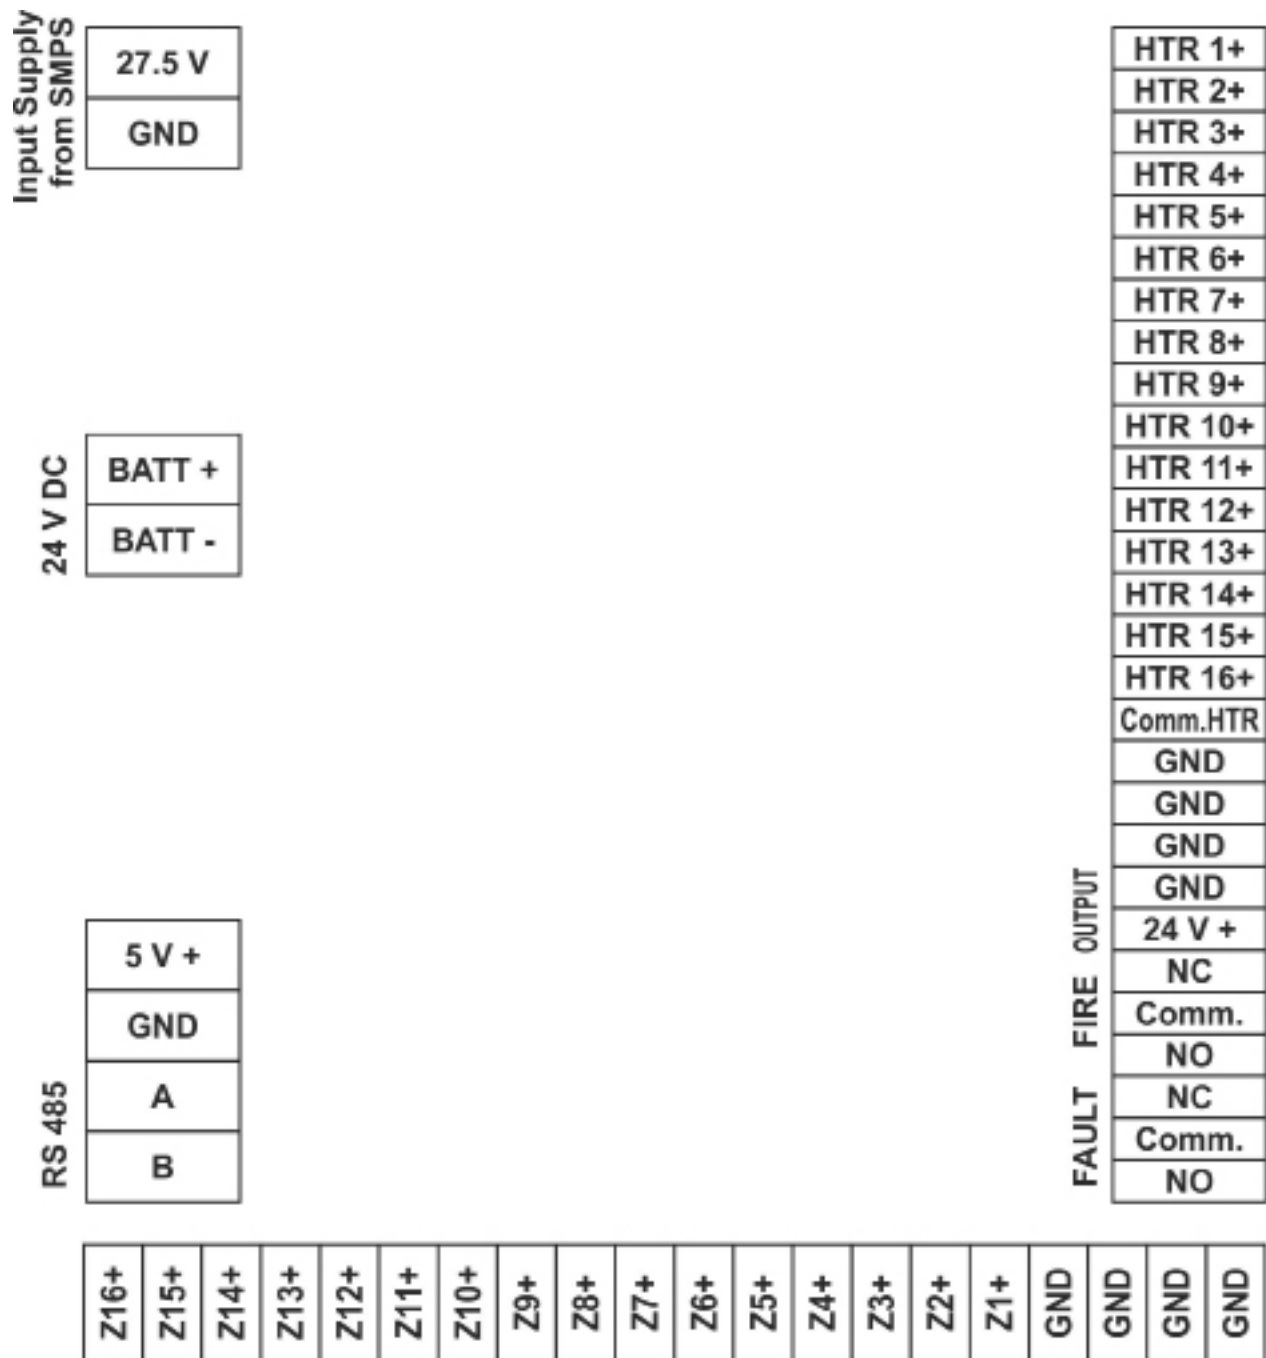 Input Supply
from SMPS
27.5 V
GND
24 V DC
BATT +
BATT -
RS 485
5 V +
GND
A
B
HTR 1+
HTR 2+
HTR 3+
HTR 4+
HTR 5+
HTR 6+
HTR 7+
HTR 8+
HTR 9+
HTR 10+
HTR 11+
HTR 12+
HTR 13+
HTR 14+
HTR 15+
HTR 16+
Comm.HTR
GND
GND
GND
GND
OUTPUT
24 V +
FIRE
NC
Comm.
NO
FAULT
NC
Comm.
NO
Z16+
Z15+
Z14+
Z13+
Z12+
Z11+
Z10+
Z9+
Z8+
Z7+
Z6+
Z5+
Z4+
Z3+
Z2+
Z1+
GND
GND
GND
GND